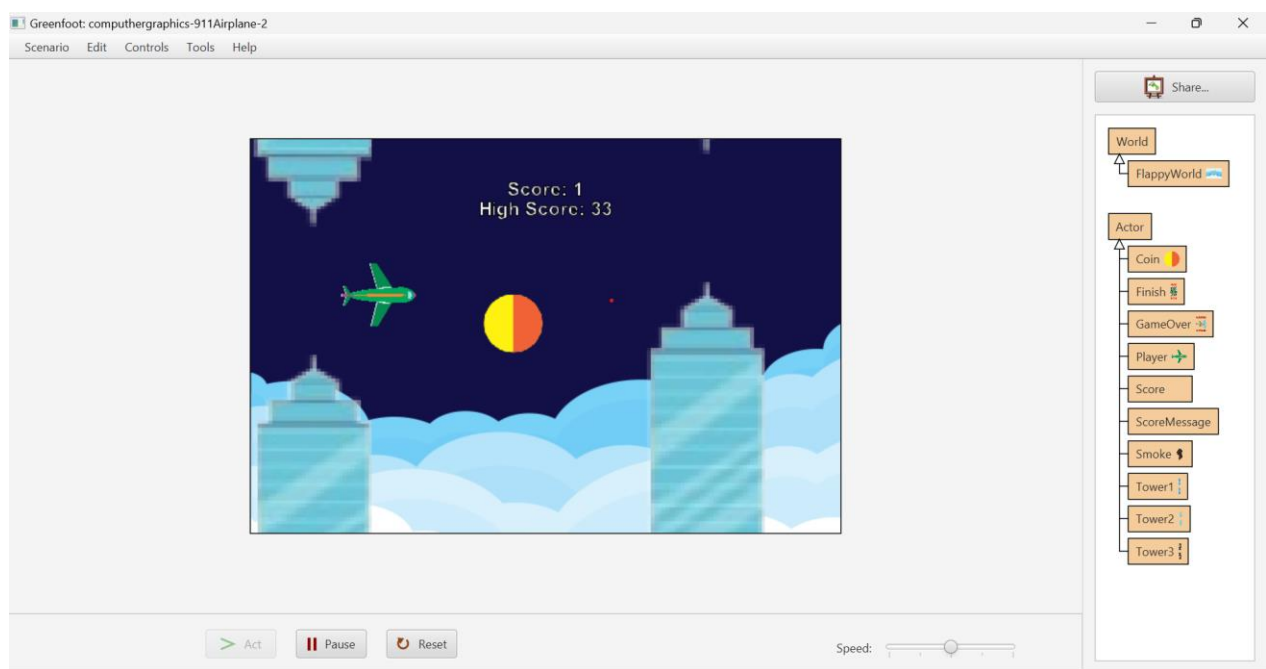 Greenfoot: computhergraphics-911Airplane-2
Scenario Edit Controls Tools Help
Share...
Score: 1
High Score: 33
World
FlappyWorld
Actor
Coin
Finish
GameOver
Player
Score
ScoreMessage
Smoke
Tower1
Tower2
Tower3
Act Pause Reset Speed: